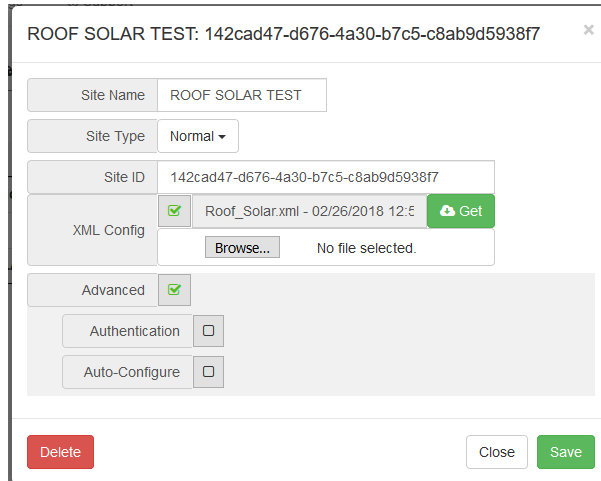 ROOF SOLAR TEST: 142cad47-d676-4a30-b7c5-c8ab9d5938f7 ×
Site Name ROOF SOLAR TEST
Site Type Normal
Site ID 142cad47-d676-4a30-b7c5-c8ab9d5938f7
XML Config Roof_Solar.xml - 02/26/2018 12:5 Get
Browse... No file selected.
Advanced
Authentication
Auto-Configure
Delete Close Save